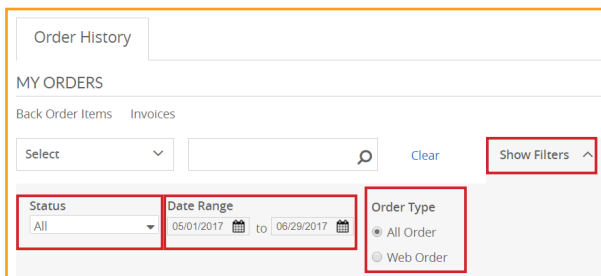 Order History
MY ORDERS
Back Order Items Invoices
Select Clear Show Filters
Status Date Range Order Type
All 05/01/2017 to 06/29/2017 All Order
Web Order